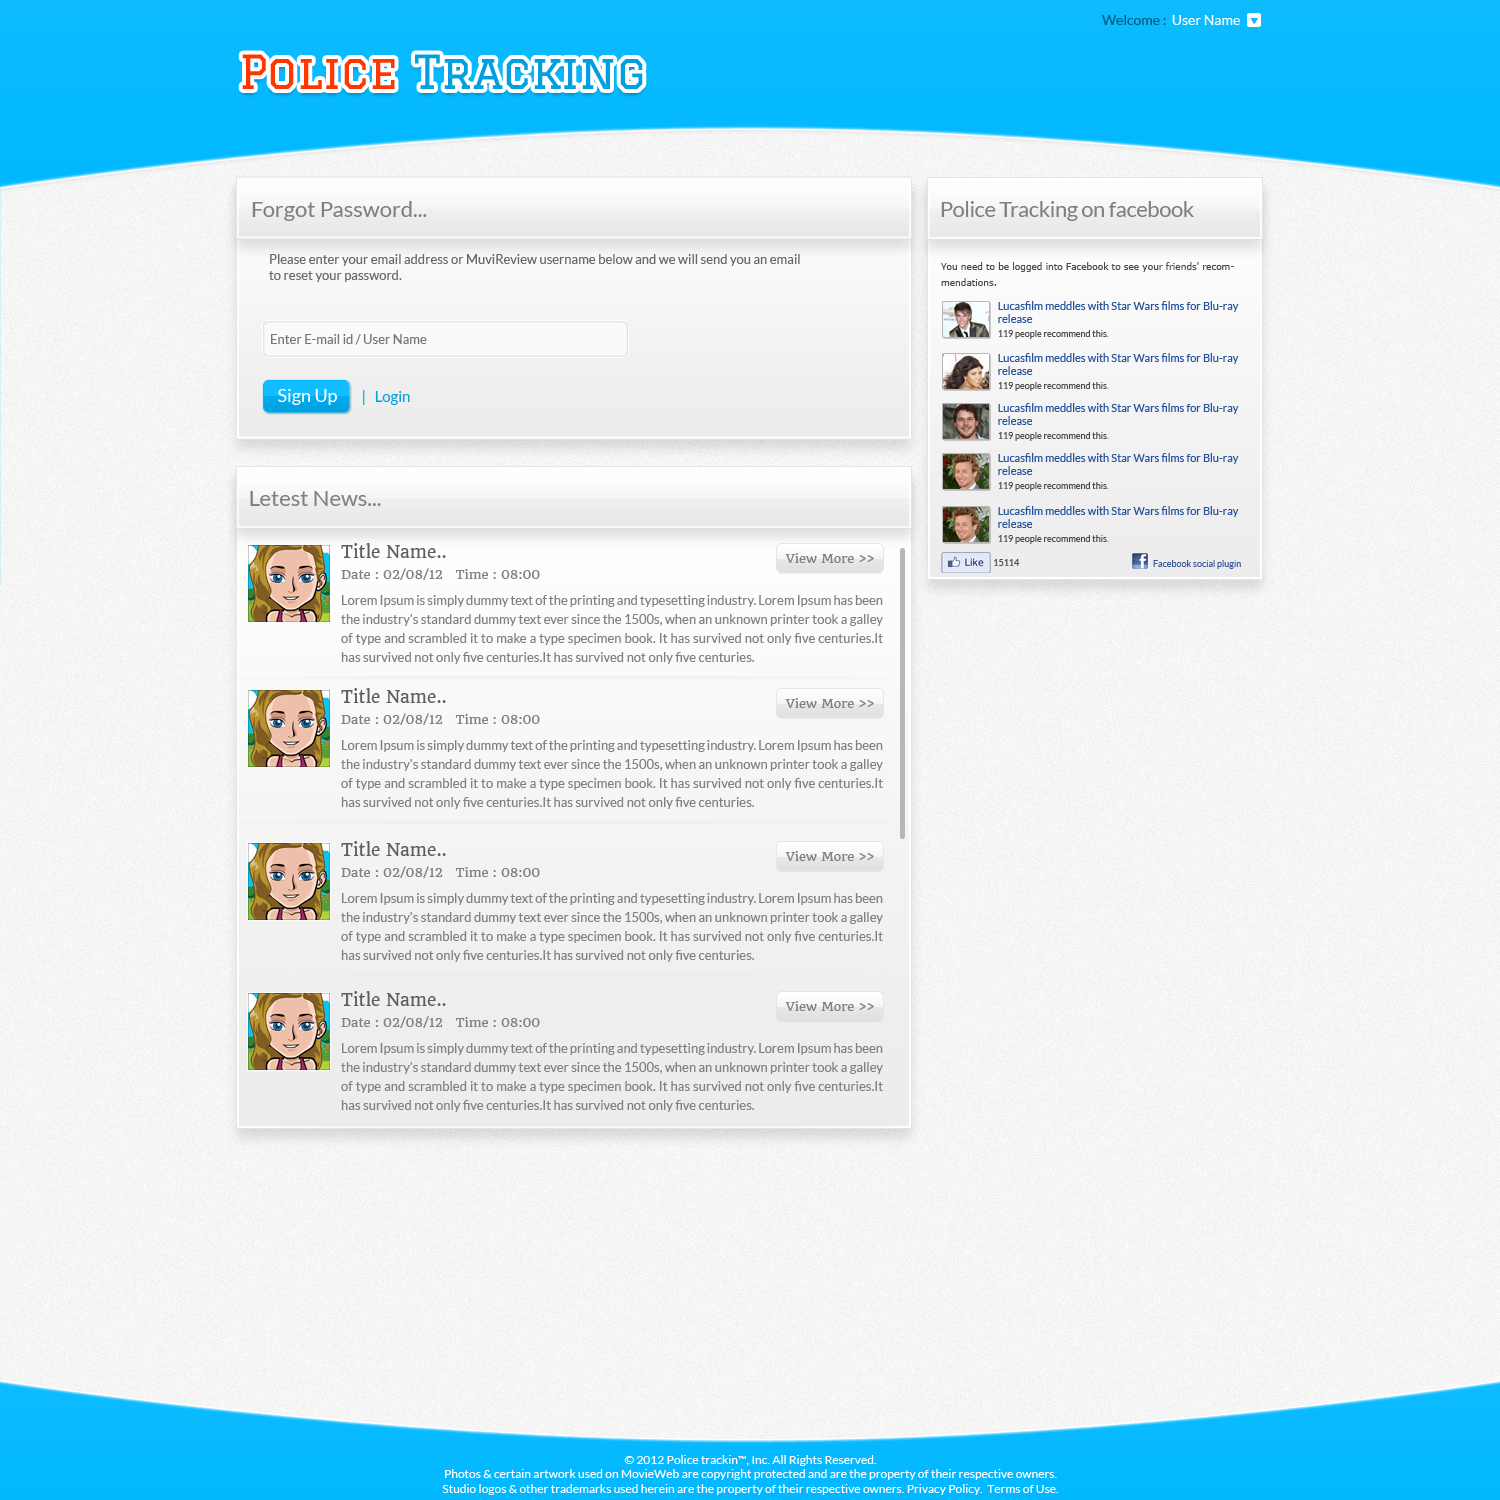 Welcome : User Name
Police Tracking
Forgot Password...
Please enter your email address or MuviReview username below and we will send you an email
to reset your password.
Enter E-mail id / User Name
Sign Up | Login
Police Tracking on facebook
You need to be logged into Facebook to see your friends' recom-
mendations.
Lucasfilm meddles with Star Wars films for Blu-ray
release
119 people recommend this.
Lucasfilm meddles with Star Wars films for Blu-ray
release
119 people recommend this.
Lucasfilm meddles with Star Wars films for Blu-ray
release
119 people recommend this.
Lucasfilm meddles with Star Wars films for Blu-ray
release
119 people recommend this.
Lucasfilm meddles with Star Wars films for Blu-ray
release
119 people recommend this.
Like 15114 Facebook social plugin
Letest News...
Title Name..
View More >>
Date : 02/08/12 Time : 08:00
Lorem Ipsum is simply dummy text of the printing and typesetting industry. Lorem Ipsum has been
the industry's standard dummy text ever since the 1500s, when an unknown printer took a galley
of type and scrambled it to make a type specimen book. It has survived not only five centuries.It
has survived not only five centuries.It has survived not only five centuries.
Title Name..
View More >>
Date : 02/08/12 Time : 08:00
Lorem Ipsum is simply dummy text of the printing and typesetting industry. Lorem Ipsum has been
the industry's standard dummy text ever since the 1500s, when an unknown printer took a galley
of type and scrambled it to make a type specimen book. It has survived not only five centuries.It
has survived not only five centuries.It has survived not only five centuries.
Title Name..
View More >>
Date : 02/08/12 Time : 08:00
Lorem Ipsum is simply dummy text of the printing and typesetting industry. Lorem Ipsum has been
the industry's standard dummy text ever since the 1500s, when an unknown printer took a galley
of type and scrambled it to make a type specimen book. It has survived not only five centuries.It
has survived not only five centuries.It has survived not only five centuries.
Title Name..
View More >>
Date : 02/08/12 Time : 08:00
Lorem Ipsum is simply dummy text of the printing and typesetting industry. Lorem Ipsum has been
the industry's standard dummy text ever since the 1500s, when an unknown printer took a galley
of type and scrambled it to make a type specimen book. It has survived not only five centuries.It
has survived not only five centuries.It has survived not only five centuries.
© 2012 Police trackin™, Inc. All Rights Reserved.
Photos & certain artwork used on MovieWeb are copyright protected and are the property of their respective owners.
Studio logos & other trademarks used herein are the property of their respective owners. Privacy Policy. Terms of Use.